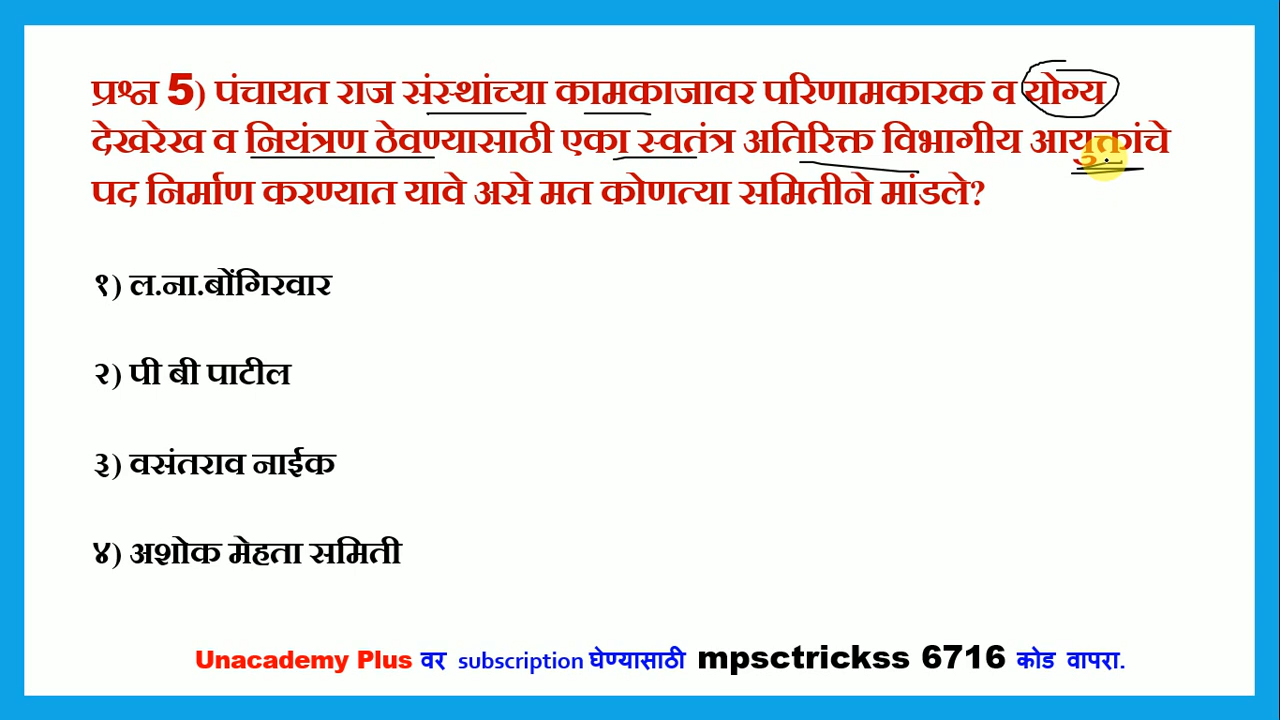 प्रश्न 5) पंचायत राज संस्थांच्या कामकाजावर परिणामकारक व योग्य
देखरेख व नियंत्रण ठेवण्यासाठी एका स्वतंत्र अतिरिक्त विभागीय आयुक्तांचे
पद निर्माण करण्यात यावे असे मत कोणत्या समितीने मांडले?
१) ल.ना.बोंगिरवार
२) पी बी पाटील
३) वसंतराव नाईक
४) अशोक मेहता समिती
Unacademy Plus वर subscription घेण्यासाठी mpsctrickss 6716 कोड वापरा.